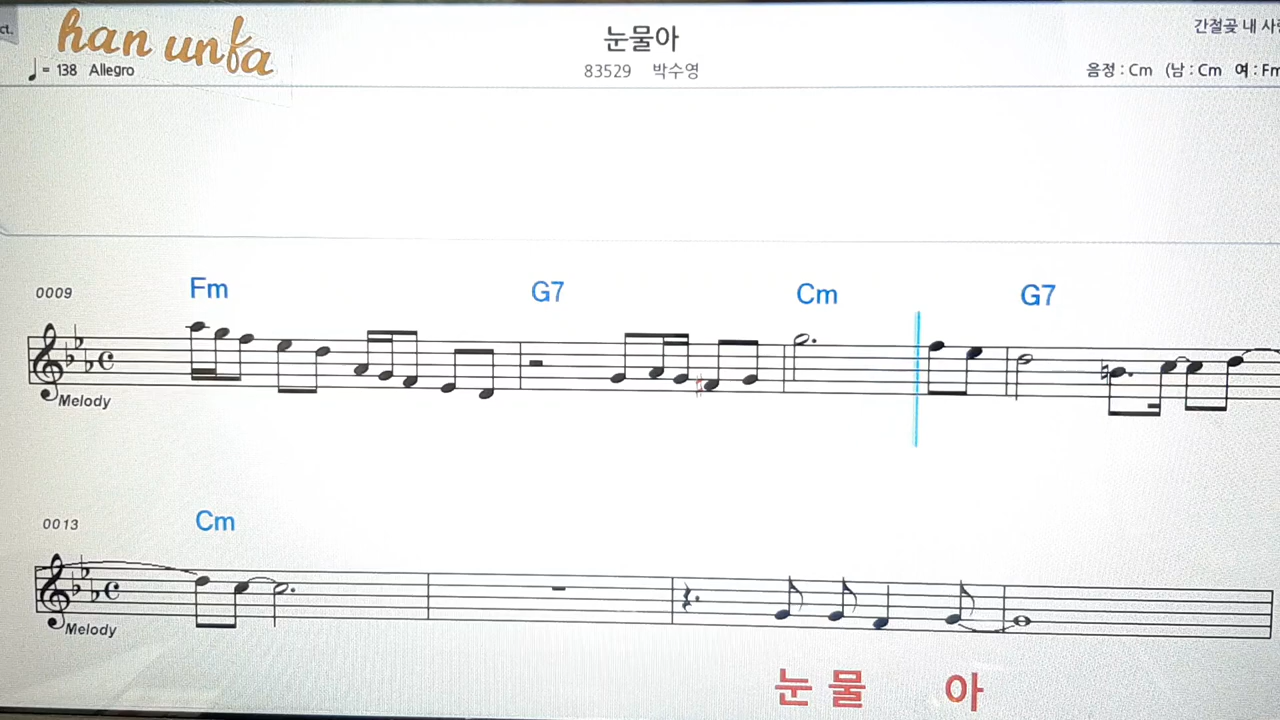 ct.
han unfa
눈물아
간절곶 내 사
♩= 138 Allegro
83529 박수영
음정 : Cm (남 : Cm 여 : Fm
0009
Fm G7 Cm G7
Melody
0013
Cm
Melody
눈 물 아